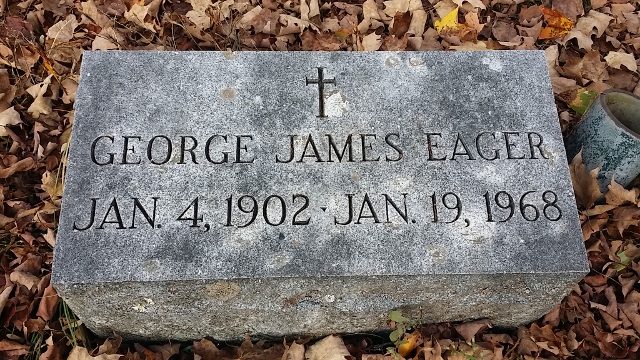 GEORGE JAMES EAGER
JAN. 4, 1902 · JAN. 19, 1968